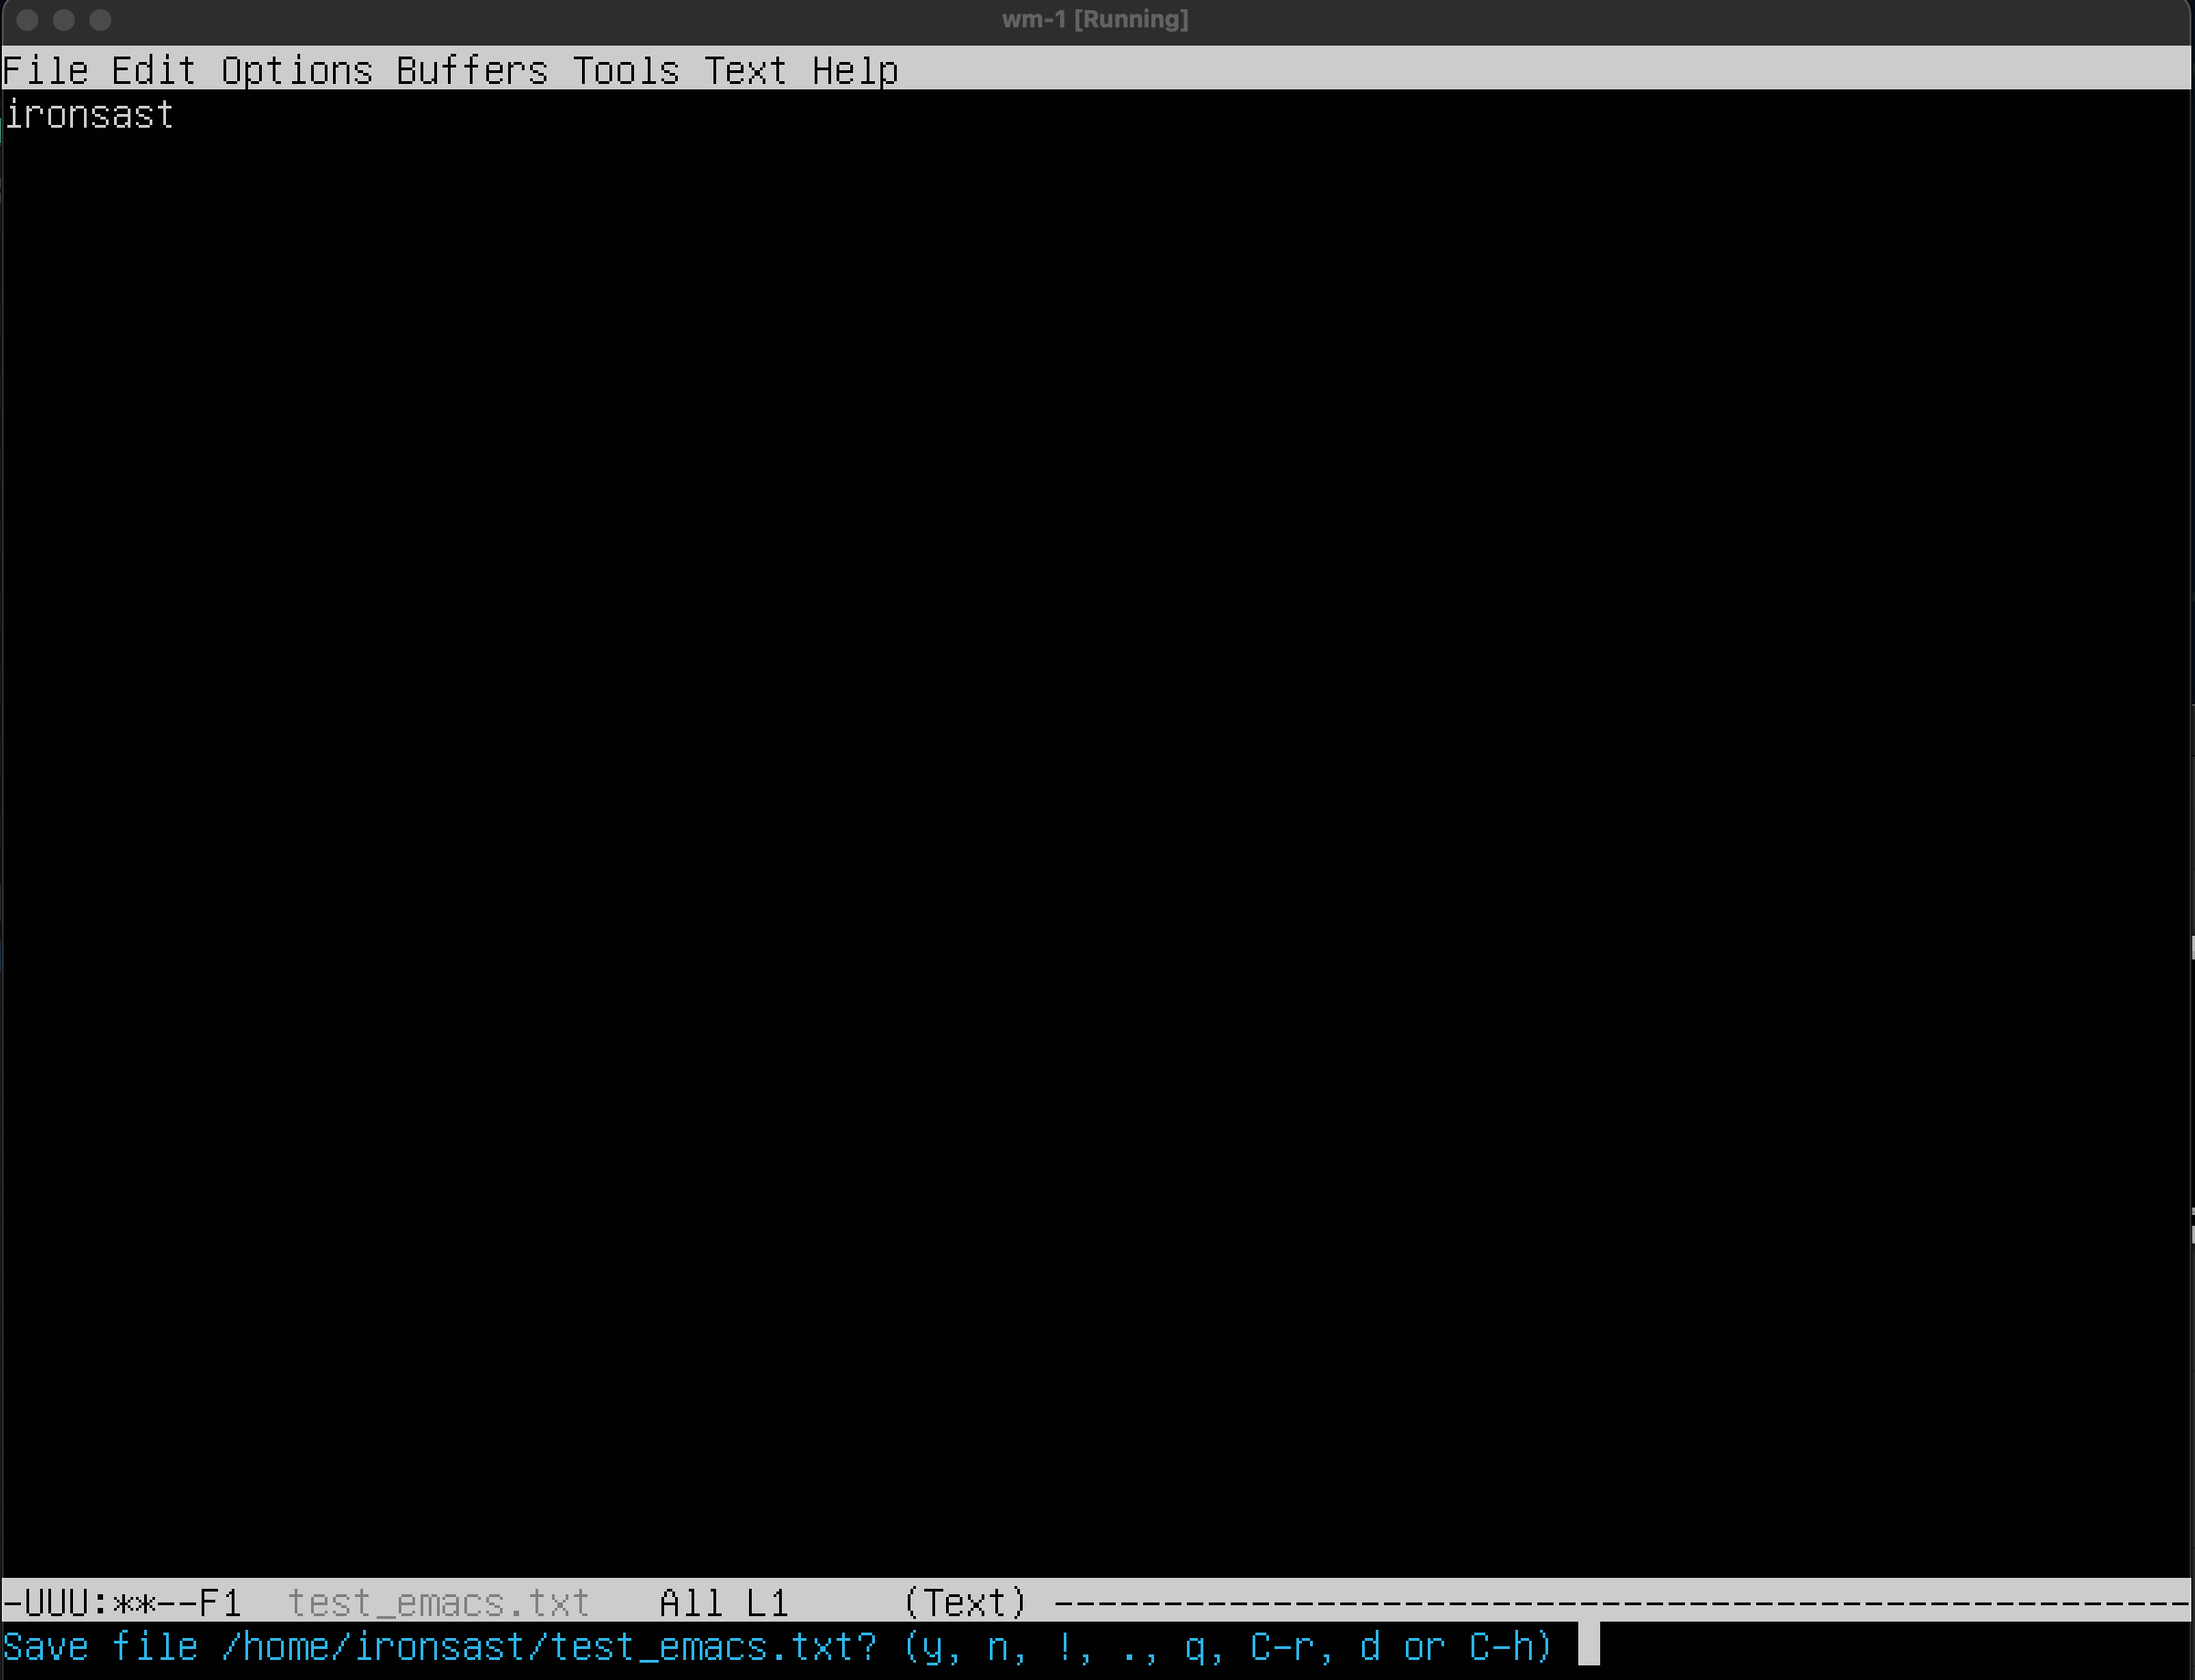 wm-1 [Running]
File Edit Options Buffers Tools Text Help
ironsast
-UUU:**--F1  test_emacs.txt   All L1     (Text) ----------------------------------------------------
Save file /home/ironsast/test_emacs.txt? (y, n, !, ., q, C-r, d or C-h)